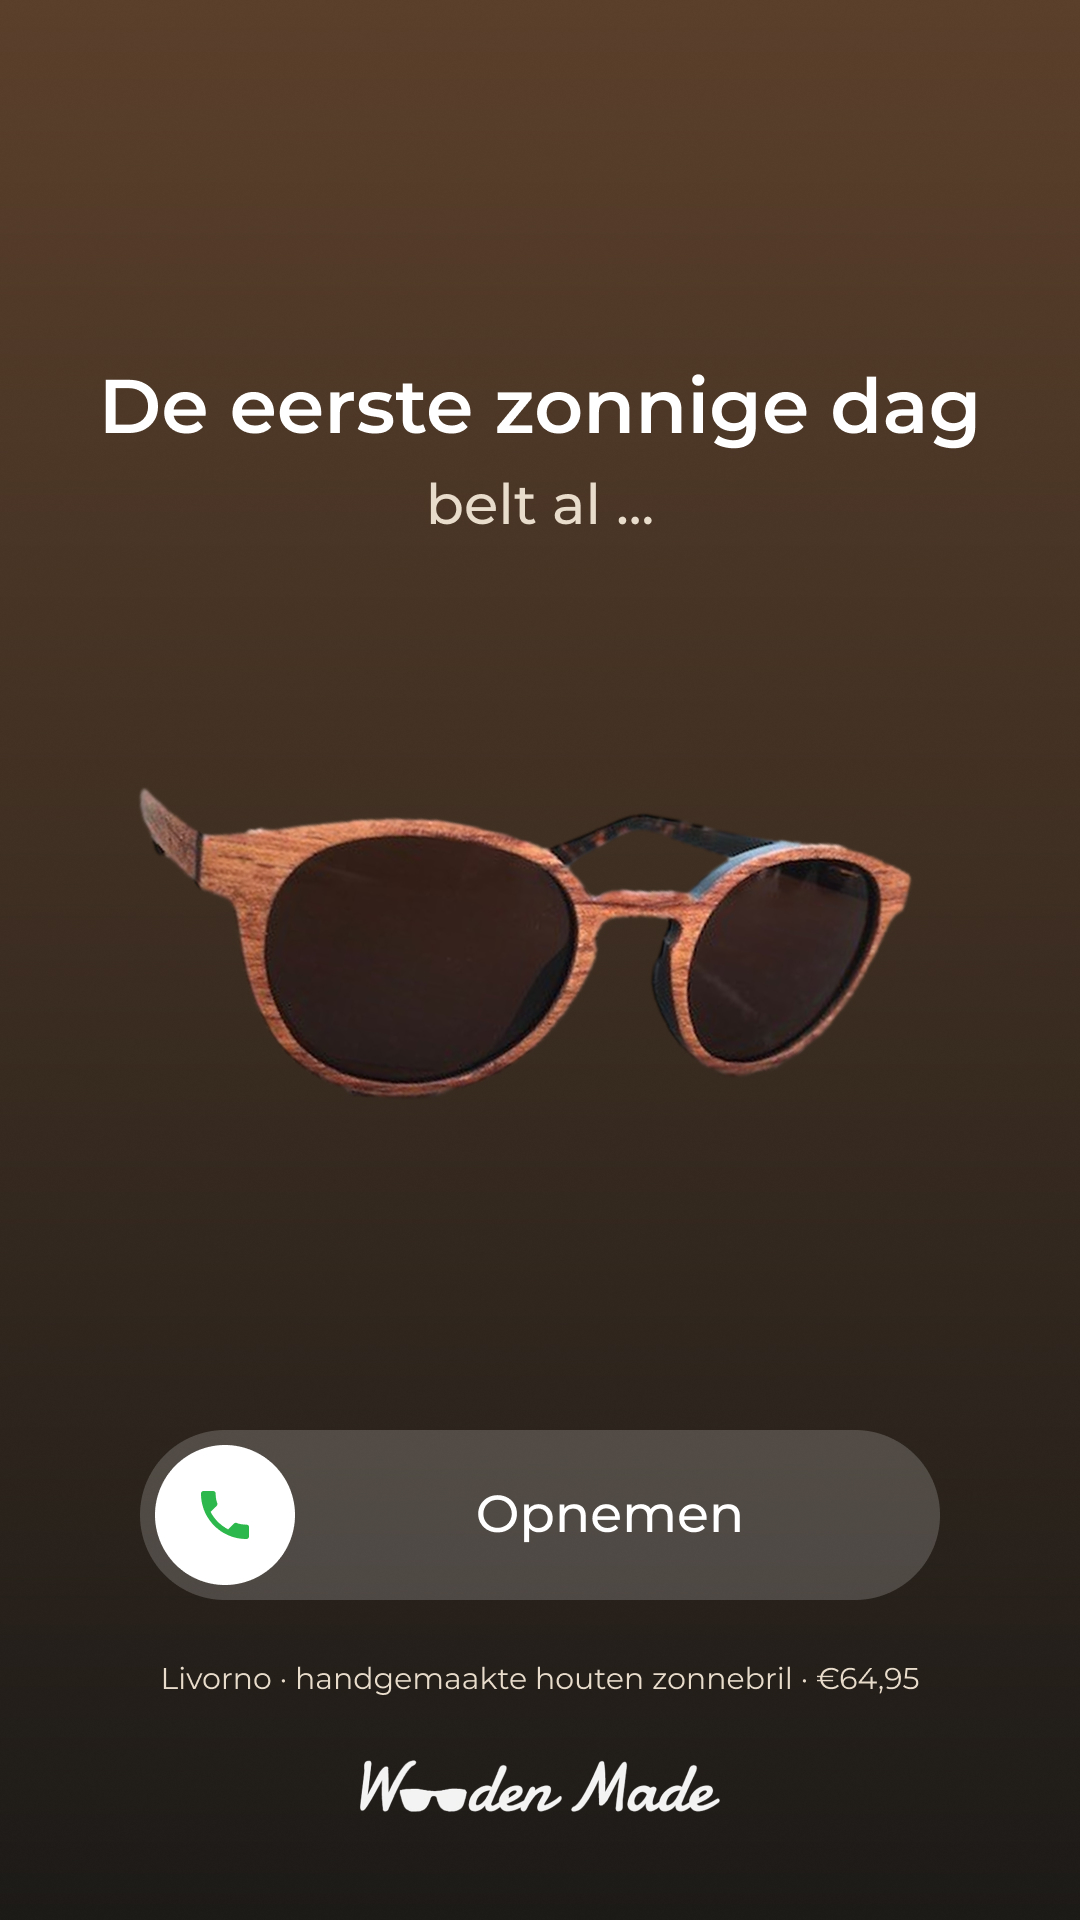 De eerste zonnige dag
belt al ...
Opnemen
Livorno · handgemaakte houten zonnebril · €64,95
Wooden Made